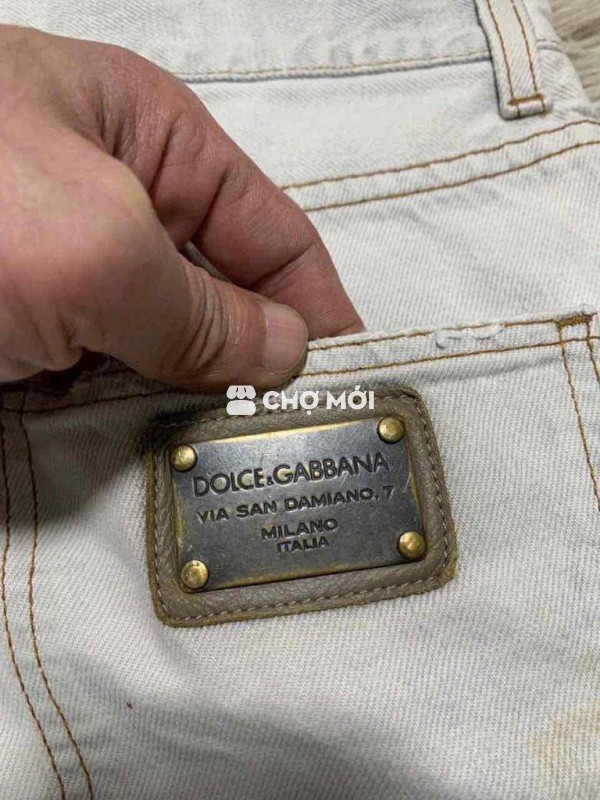 CHỢ MỚI
DOLCE&GABBANA
VIA SAN DAMIANO, 7
MILANO
ITALIA